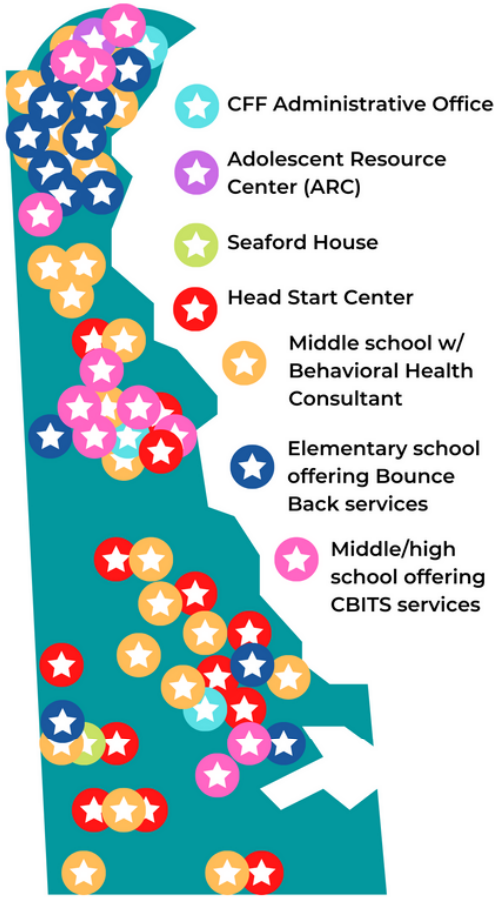 CFF Administrative Office
Adolescent Resource
Center (ARC)
Seaford House
Head Start Center
Middle school w/
Behavioral Health
Consultant
Elementary school
offering Bounce
Back services
Middle/high
school offering
CBITS services